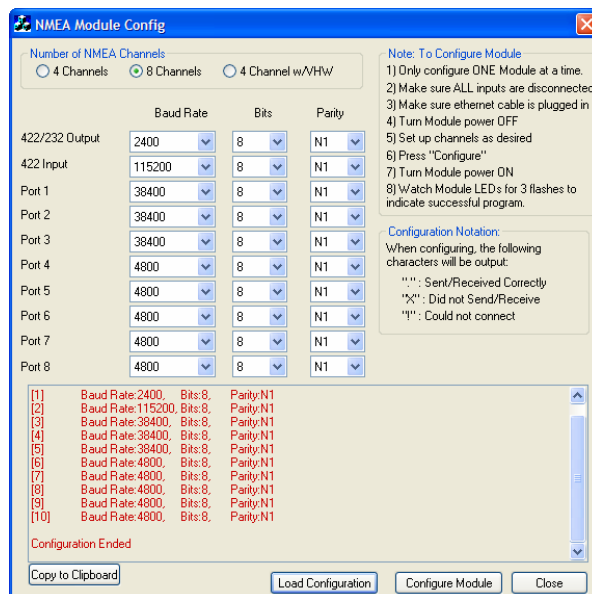 NMEA Module Config
Number of NMEA Channels
4 Channels 8 Channels 4 Channel w/VHW
Baud Rate Bits Parity
422/232 Output 2400 8 N1
422 Input 115200 8 N1
Port 1 38400 8 N1
Port 2 38400 8 N1
Port 3 38400 8 N1
Port 4 4800 8 N1
Port 5 4800 8 N1
Port 6 4800 8 N1
Port 7 4800 8 N1
Port 8 4800 8 N1
Note: To Configure Module
1) Only configure ONE Module at a time.
2) Make sure ALL inputs are disconnected
3) Make sure ethernet cable is plugged in
4) Turn Module power OFF
5) Set up channels as desired
6) Press "Configure"
7) Turn Module power ON
8) Watch Module LEDs for 3 flashes to
indicate successful program.
Configuration Notation:
When configuring, the following
characters will be output:
"." : Sent/Received Correctly
"X" : Did not Send/Receive
"!" : Could not connect
[1] Baud Rate:2400, Bits:8, Parity:N1
[2] Baud Rate:115200, Bits:8, Parity:N1
[3] Baud Rate:38400, Bits:8, Parity:N1
[4] Baud Rate:38400, Bits:8, Parity:N1
[5] Baud Rate:38400, Bits:8, Parity:N1
[6] Baud Rate:4800, Bits:8, Parity:N1
[7] Baud Rate:4800, Bits:8, Parity:N1
[8] Baud Rate:4800, Bits:8, Parity:N1
[9] Baud Rate:4800, Bits:8, Parity:N1
[10] Baud Rate:4800, Bits:8, Parity:N1
Configuration Ended
Copy to Clipboard
Load Configuration Configure Module Close